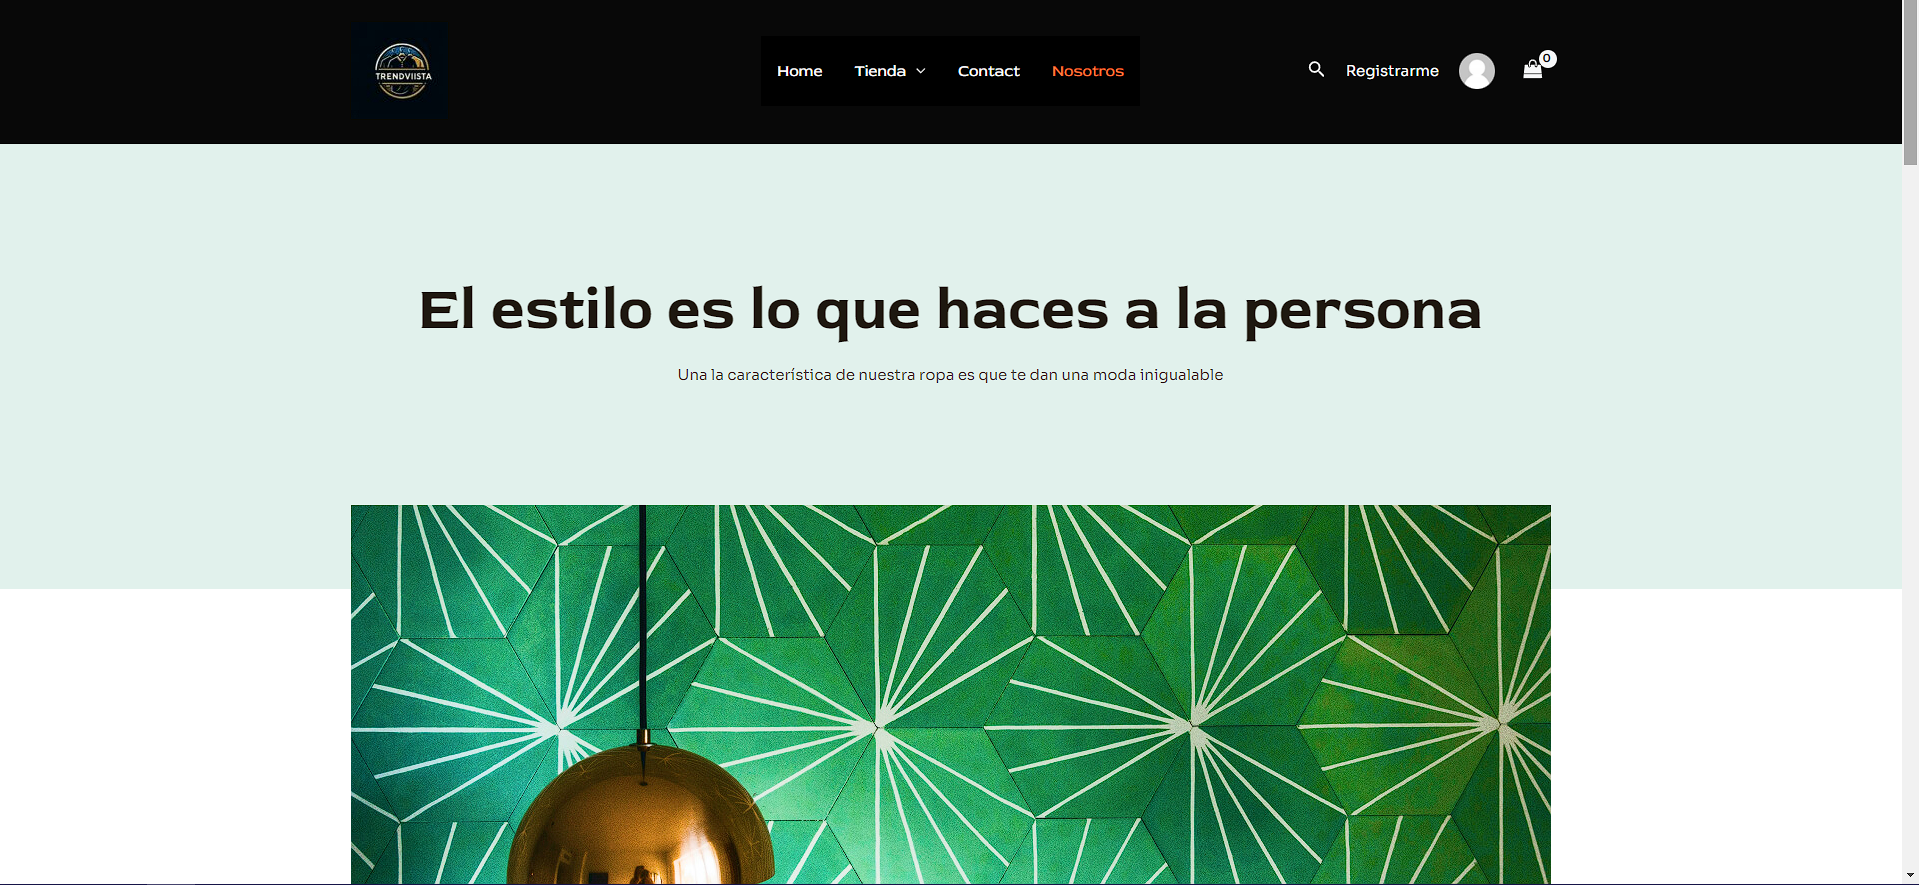 TRENDVIISTA
Home Tienda Contact Nosotros
Registrarme
0
El estilo es lo que haces a la persona
Una la característica de nuestra ropa es que te dan una moda inigualable